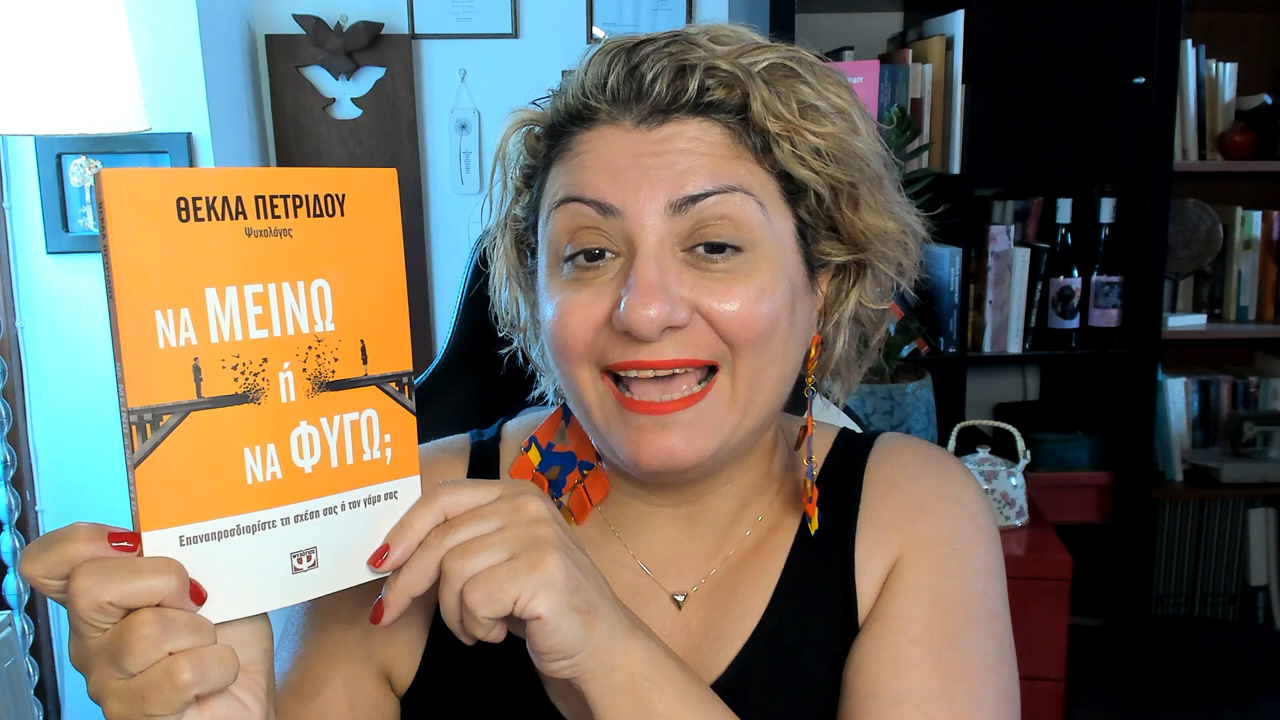 ΘΕΚΛΑ ΠΕΤΡΙΔΟΥ
Ψυχολόγος
ΝΑ ΜΕΙΝΩ
ή
ΝΑ ΦΥΓΩ;
Επαναπροσδιορίστε τη σχέση σας ή τον γάμο σας